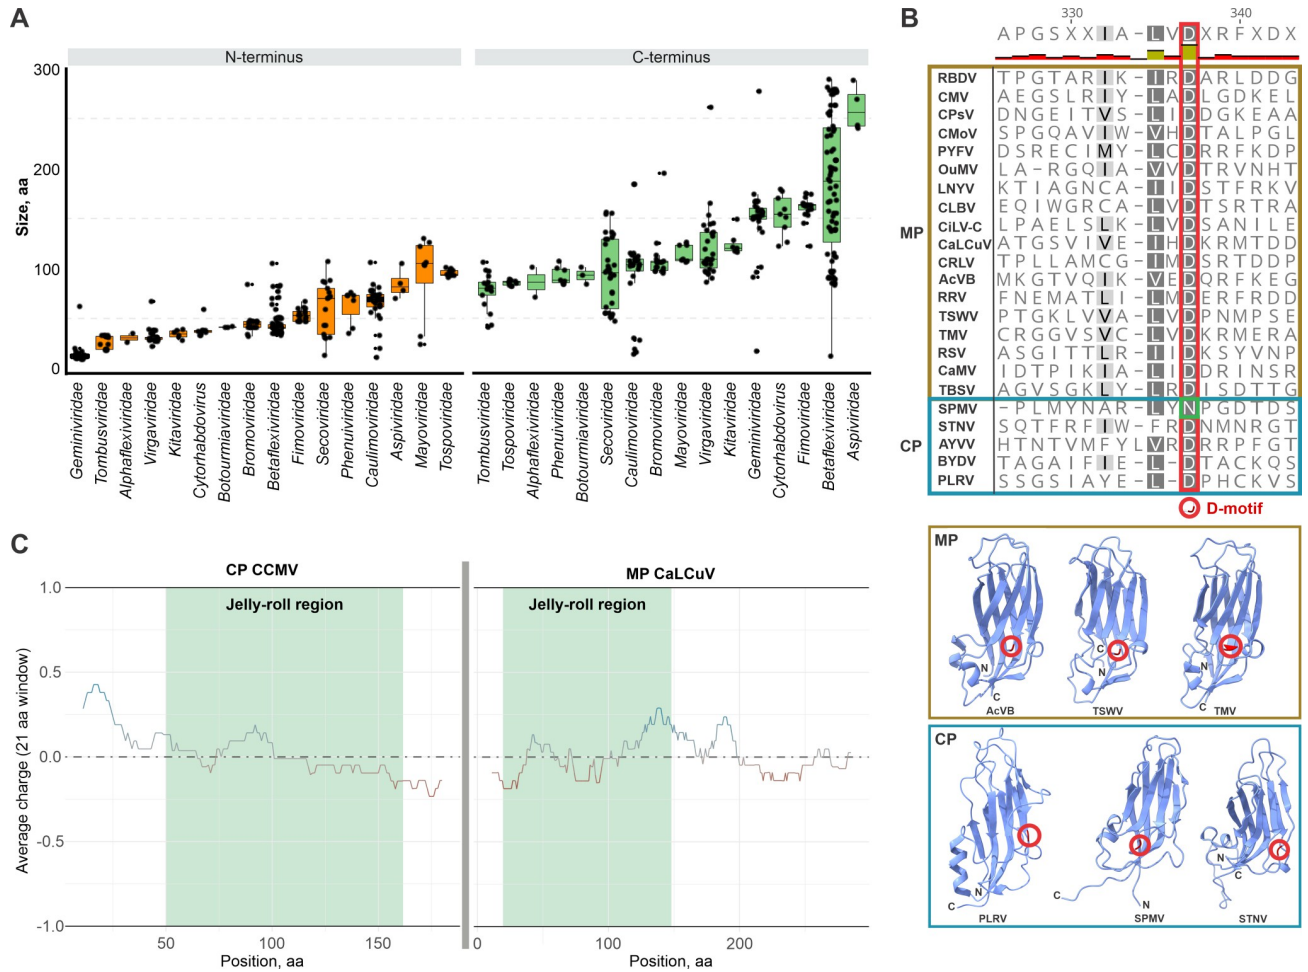 A
N-terminus
C-terminus
Size, aa
300
200
100
0
Geminiviridae
Tombusviridae
Alphaflexiviridae
Virgaviridae
Kitaviridae
Cytorhabdovirus
Botourmiaviridae
Bromoviridae
Betaflexiviridae
Fimoviridae
Secoviridae
Phenuiviridae
Caulimoviridae
Aspiviridae
Mayoviridae
Tospoviridae
Tombusviridae
Tospoviridae
Alphaflexiviridae
Phenuiviridae
Botourmiaviridae
Secoviridae
Caulimoviridae
Bromoviridae
Mayoviridae
Virgaviridae
Kitaviridae
Geminiviridae
Cytorhabdovirus
Fimoviridae
Betaflexiviridae
Aspiviridae
B
330 340
APGSXXIA-LVDXRFXDX
MP
RBDV TPGTARIK-IRDARLDDG
CMV AEGSLRIY-LADLGDKEL
CPsV DNGEITVS-LIDDGKEAA
CMoV SPGQAVIW-VHDTALPGL
PYFV DSRECIMY-LCDRRFKDP
OuMV LA-RGQIA-VVDTRVNHT
LNYV KTIAGNCA-IIDSTFRKV
CLBV EQIWGRCA-LVDTSRTRA
CiLV-C LPAELSLK-LVDSANILE
CaLCuV ATGSVIVE-IHDKRMTDD
CRLV TPLLAMCG-IMDSRTDDP
AcVB MKGTVQIK-VEDQRFKEG
RRV FNEMATLI-LMDERFRDD
TSWV PTGKLVVA-LVDPNMPSE
TMV CRGGVSVC-LVDKRMERA
RSV ASGITTLR-IIDKSYVNP
CaMV IDTPIKIA-LIDDRINSR
TBSV AGVSGKLY-LRDISDTTG
CP
SPMV -PLMYNAR-LYNPGDTDS
STNV SQTFRFIW-FRDNMNRGT
AYVV HTNTVMFYLVRDRRPFGT
BYDV TAGAIFIE-L-DTACKQS
PLRV SSGSIAYE-L-DPHCKVS
D-motif
MP
N
C
AcVB
C
N
TSWV
N
C
TMV
CP
C
N
PLRV
C
N
SPMV
N
C
STNV
C
CP CCMV
MP CaLCuV
Jelly-roll region
Jelly-roll region
Average charge (21 aa window)
1.0
0.5
0.0
-0.5
-1.0
50 100 150
0 100 200
Position, aa
Position, aa